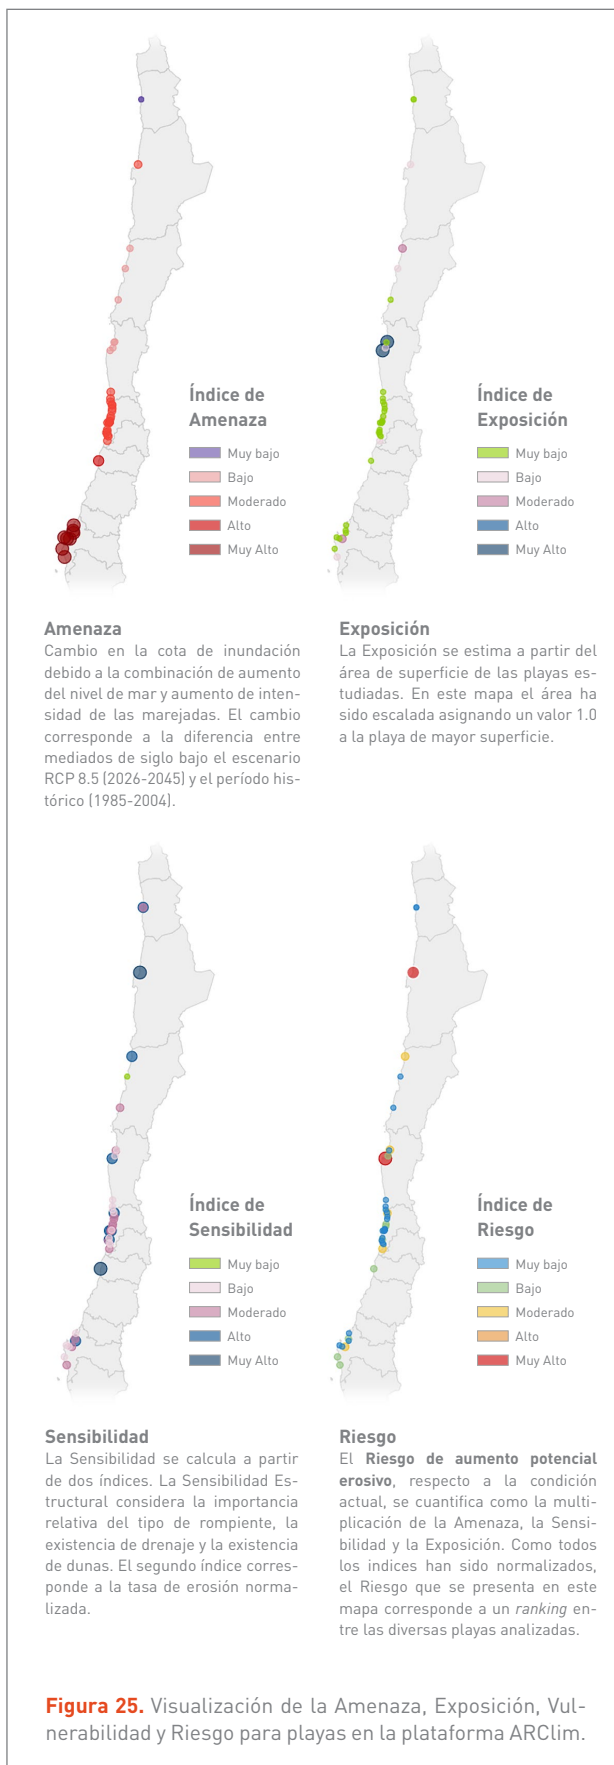 Índice de
Amenaza
Muy bajo
Bajo
Moderado
Alto
Muy Alto
Índice de
Exposición
Muy bajo
Bajo
Moderado
Alto
Muy Alto
Amenaza
Cambio en la cota de inundación
debido a la combinación de aumento
del nivel de mar y aumento de inten-
sidad de las marejadas. El cambio
corresponde a la diferencia entre
mediados de siglo bajo el escenario
RCP 8.5 (2026-2045) y el período his-
tórico (1985-2004).
Exposición
La Exposición se estima a partir del
área de superficie de las playas es-
tudiadas. En este mapa el área ha
sido escalada asignando un valor 1.0
a la playa de mayor superficie.
Índice de
Sensibilidad
Muy bajo
Bajo
Moderado
Alto
Muy Alto
Índice de
Riesgo
Muy bajo
Bajo
Moderado
Alto
Muy Alto
Sensibilidad
La Sensibilidad se calcula a partir
de dos índices. La Sensibilidad Es-
tructural considera la importancia
relativa del tipo de rompiente, la
existencia de drenaje y la existencia
de dunas. El segundo índice corres-
ponde a la tasa de erosión norma-
lizada.
Riesgo
El Riesgo de aumento potencial
erosivo, respecto a la condición
actual, se cuantifica como la multi-
plicación de la Amenaza, la Sensi-
bilidad y la Exposición. Como todos
los indices han sido normalizados,
el Riesgo que se presenta en este
mapa corresponde a un ranking en-
tre las diversas playas analizadas.
Figura 25. Visualización de la Amenaza, Exposición, Vul-
nerabilidad y Riesgo para playas en la plataforma ARClim.